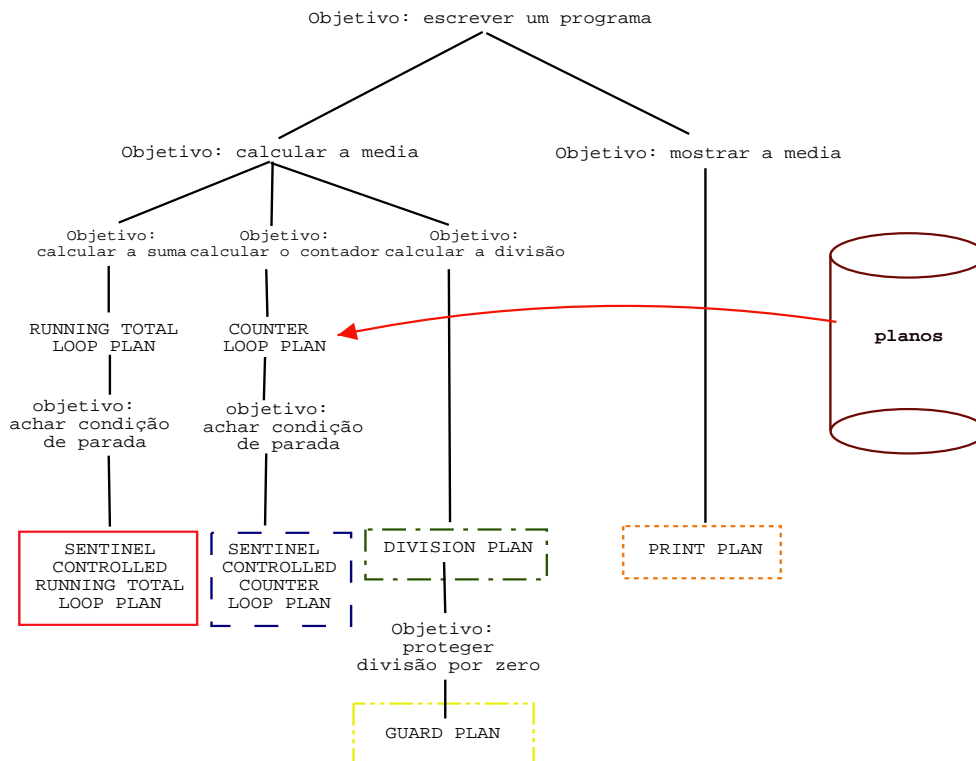 Objetivo: escrever um programa
Objetivo: calcular a media
Objetivo: mostrar a media
Objetivo:
calcular a suma
Objetivo:
calcular o contador
Objetivo:
calcular a divisão
RUNNING TOTAL
LOOP PLAN
COUNTER
LOOP PLAN
planos
objetivo:
achar condição
de parada
objetivo:
achar condição
de parada
SENTINEL
CONTROLLED
RUNNING TOTAL
LOOP PLAN
SENTINEL
CONTROLLED
COUNTER
LOOP PLAN
DIVISION PLAN
PRINT PLAN
Objetivo:
proteger
divisão por zero
GUARD PLAN